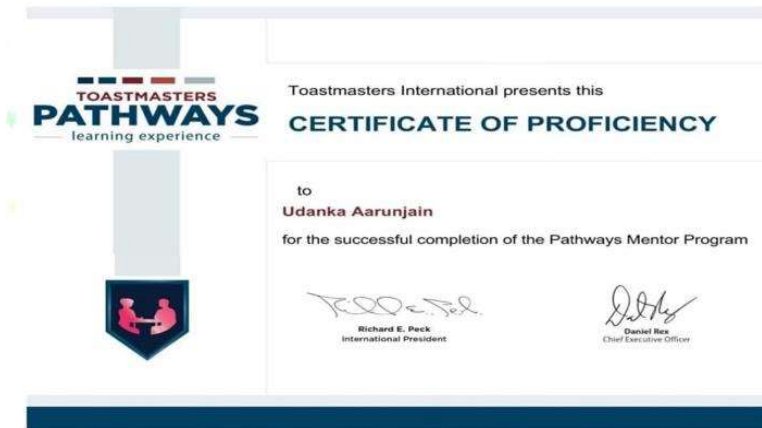 TOASTMASTERS
PATHWAYS
learning experience
Toastmasters International presents this
CERTIFICATE OF PROFICIENCY
to
Udanka Aarunjain
for the successful completion of the Pathways Mentor Program
Richard E. Peck
International President
Daniel Rex
Chief Executive Officer